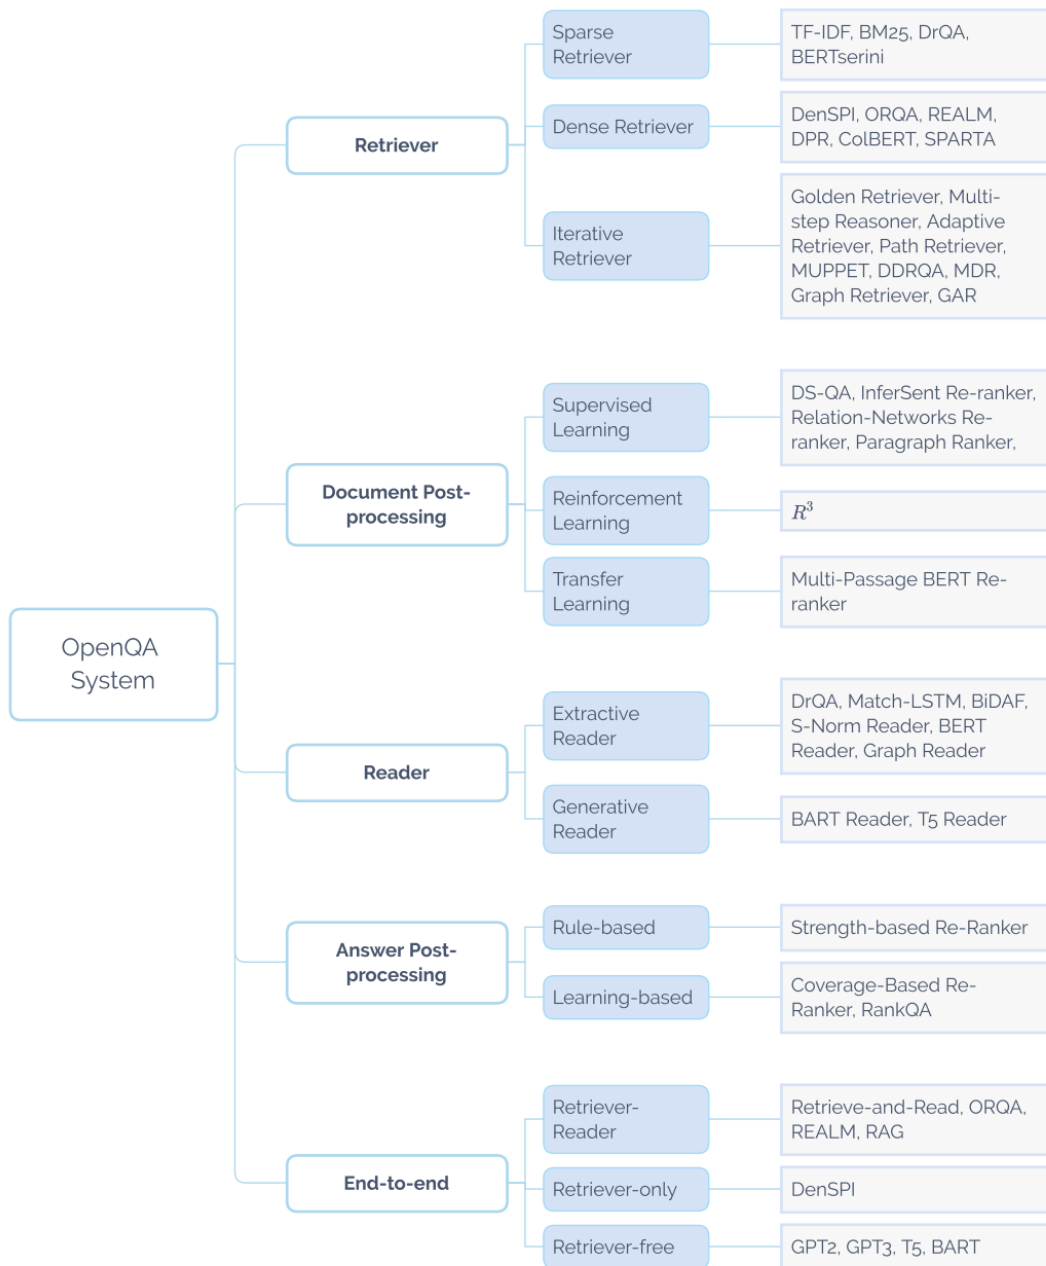 Sparse
Retriever
TF-IDF, BM25, DrQA,
BERTserini
Retriever
Dense Retriever
DenSPI, ORQA, REALM,
DPR, ColBERT, SPARTA
Iterative
Retriever
Golden Retriever, Multi-
step Reasoner, Adaptive
Retriever, Path Retriever,
MUPPET, DDRQA, MDR,
Graph Retriever, GAR
Supervised
Learning
DS-QA, InferSent Re-ranker,
Relation-Networks Re-
ranker, Paragraph Ranker,
Document Post-
processing
Reinforcement
Learning
R³
Transfer
Learning
Multi-Passage BERT Re-
ranker
OpenQA
System
Extractive
Reader
DrQA, Match-LSTM, BiDAF,
S-Norm Reader, BERT
Reader, Graph Reader
Reader
Generative
Reader
BART Reader, T5 Reader
Rule-based
Strength-based Re-Ranker
Answer Post-
processing
Learning-based
Coverage-Based Re-
Ranker, RankQA
Retriever-
Reader
Retrieve-and-Read, ORQA,
REALM, RAG
End-to-end
Retriever-only
DenSPI
Retriever-free
GPT2, GPT3, T5, BART